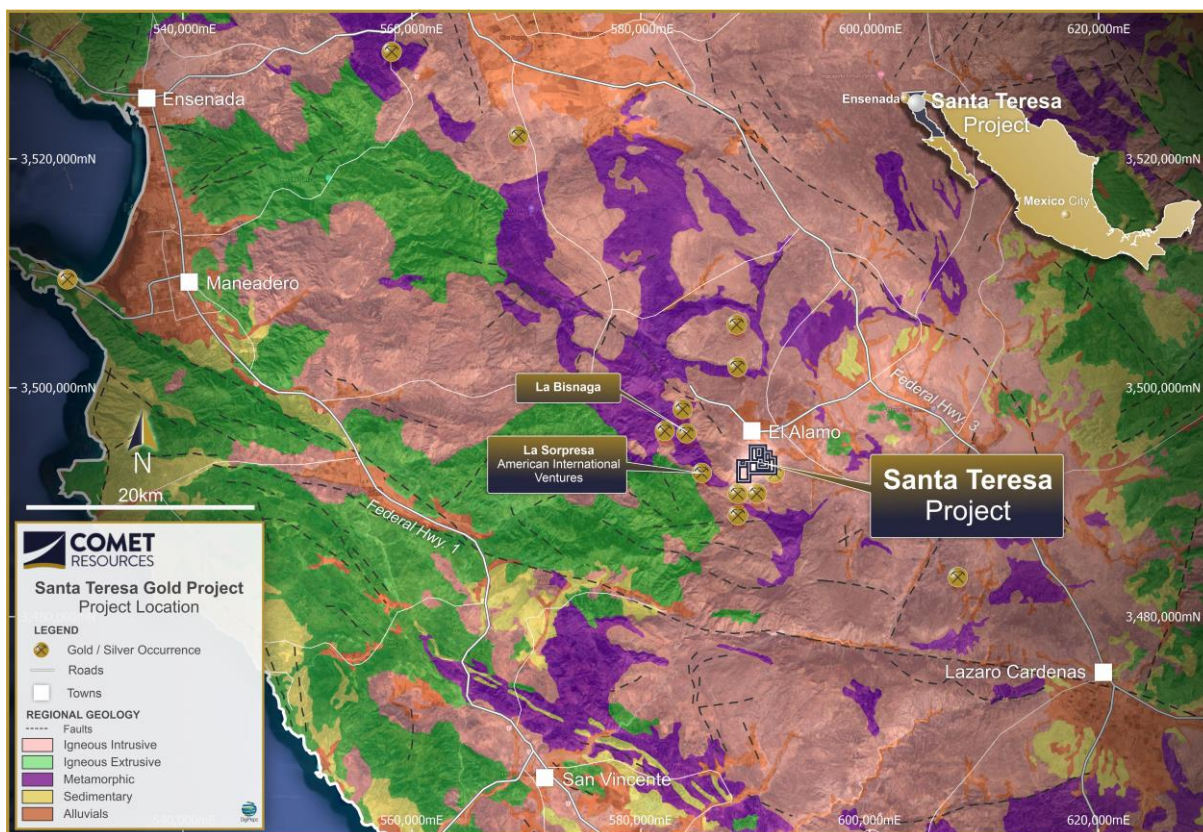 540,000mE
560,000mE
580,000mE
600,000mE
620,000mE
Ensenada
Ensenada
Santa Teresa
Project
3,520,000mN
3,520,000mN
Mexico City
Maneadero
3,500,000mN
3,500,000mN
La Bisnaga
Federal Hwy. 3
El Alamo
La Sorpresa
American International
Ventures
Santa Teresa
Project
N
20km
Federal Hwy. 1
COMET
RESOURCES
Santa Teresa Gold Project
Project Location
LEGEND
Gold / Silver Occurrence
Roads
Towns
REGIONAL GEOLOGY
Faults
Igneous Intrusive
Igneous Extrusive
Metamorphic
Sedimentary
Alluvials
DigiMaps
3,480,000mN
Lazaro Cardenas
San Vincente
540,000mE
560,000mE
580,000mE
600,000mE
620,000mE